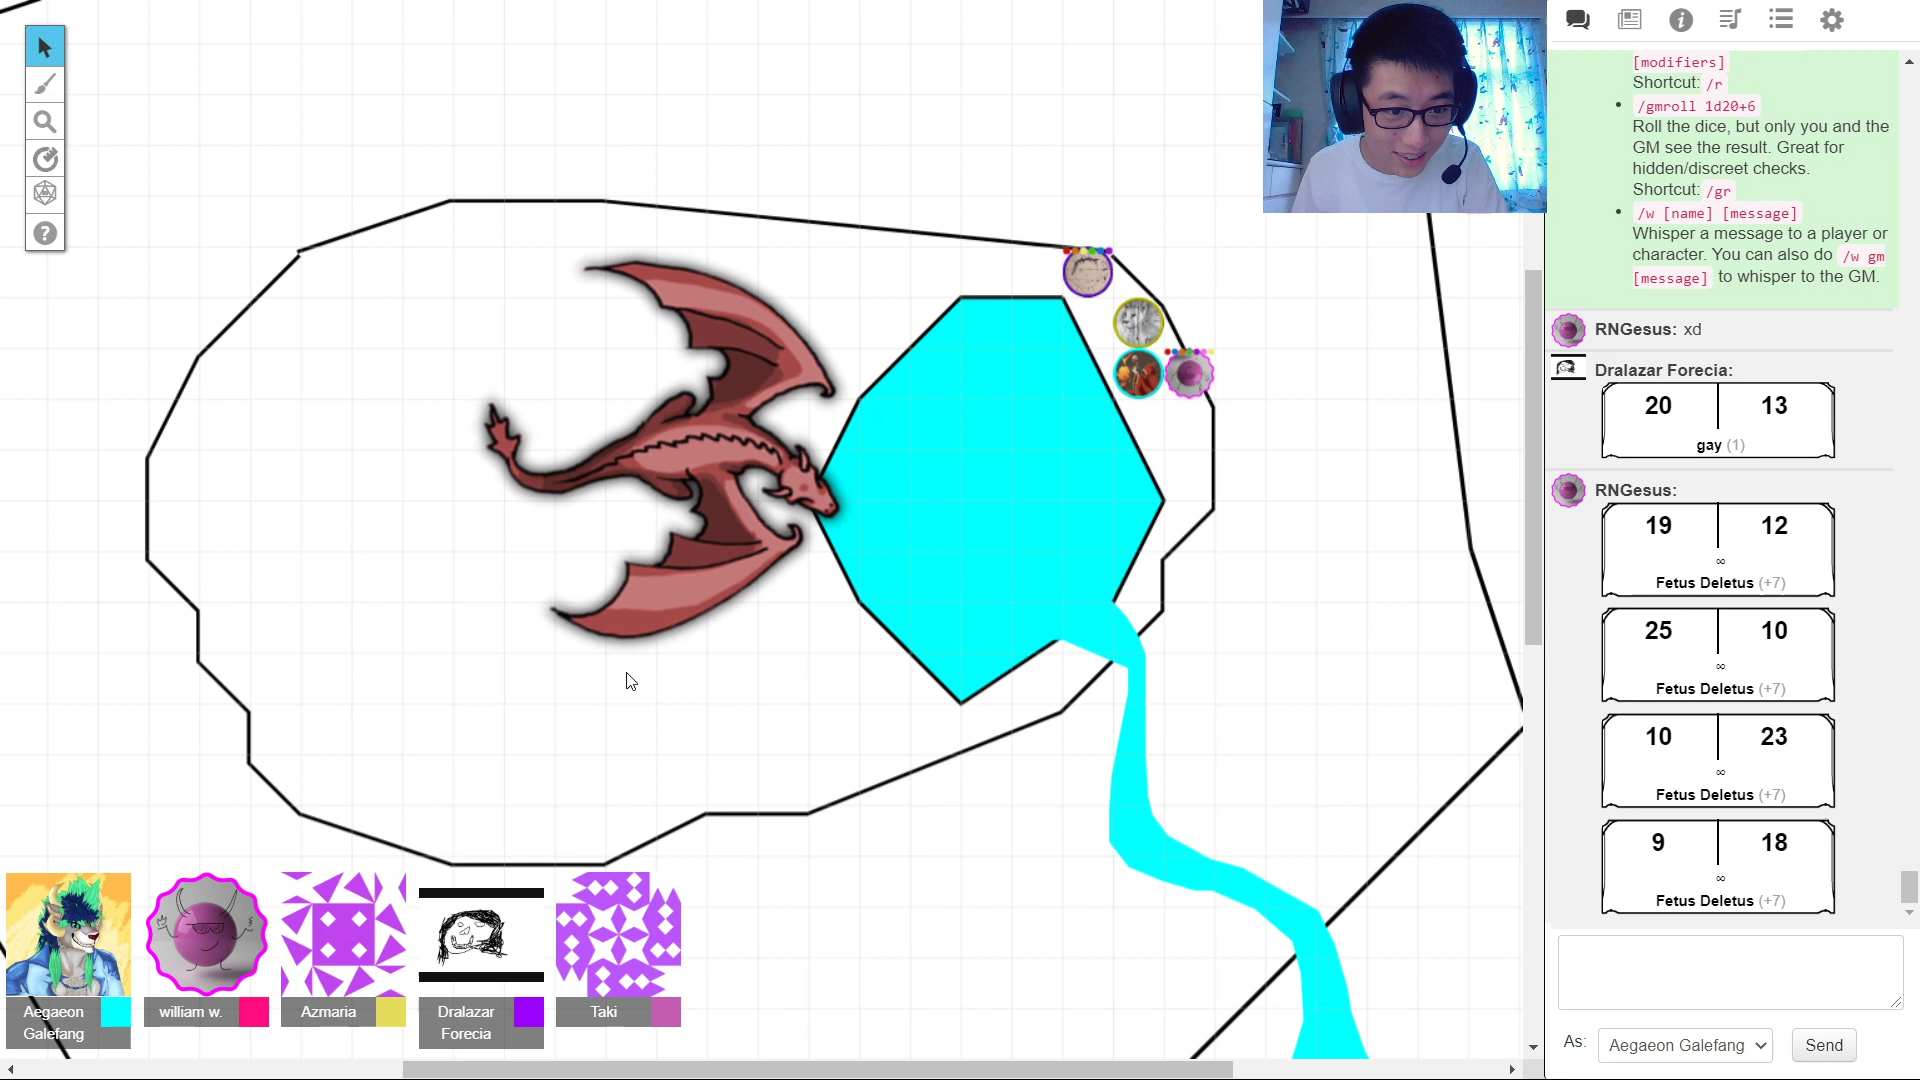 [modifiers]
Shortcut: /r
• /gmroll 1d20+6
Roll the dice, but only you and the
GM see the result. Great for
hidden/discreet checks.
Shortcut: /gr
• /w [name] [message]
Whisper a message to a player or
character. You can also do /w gm
[message] to whisper to the GM.
RNGesus: xd
Dralazar Forecia:
20 13
gay (1)
RNGesus:
19 12
∞
Fetus Deletus (+7)
25 10
∞
Fetus Deletus (+7)
10 23
∞
Fetus Deletus (+7)
9 18
∞
Fetus Deletus (+7)
As: Aegaeon Galefang Send
Aegaeon
Galefang
william w.
Azmaria
Dralazar
Forecia
Taki